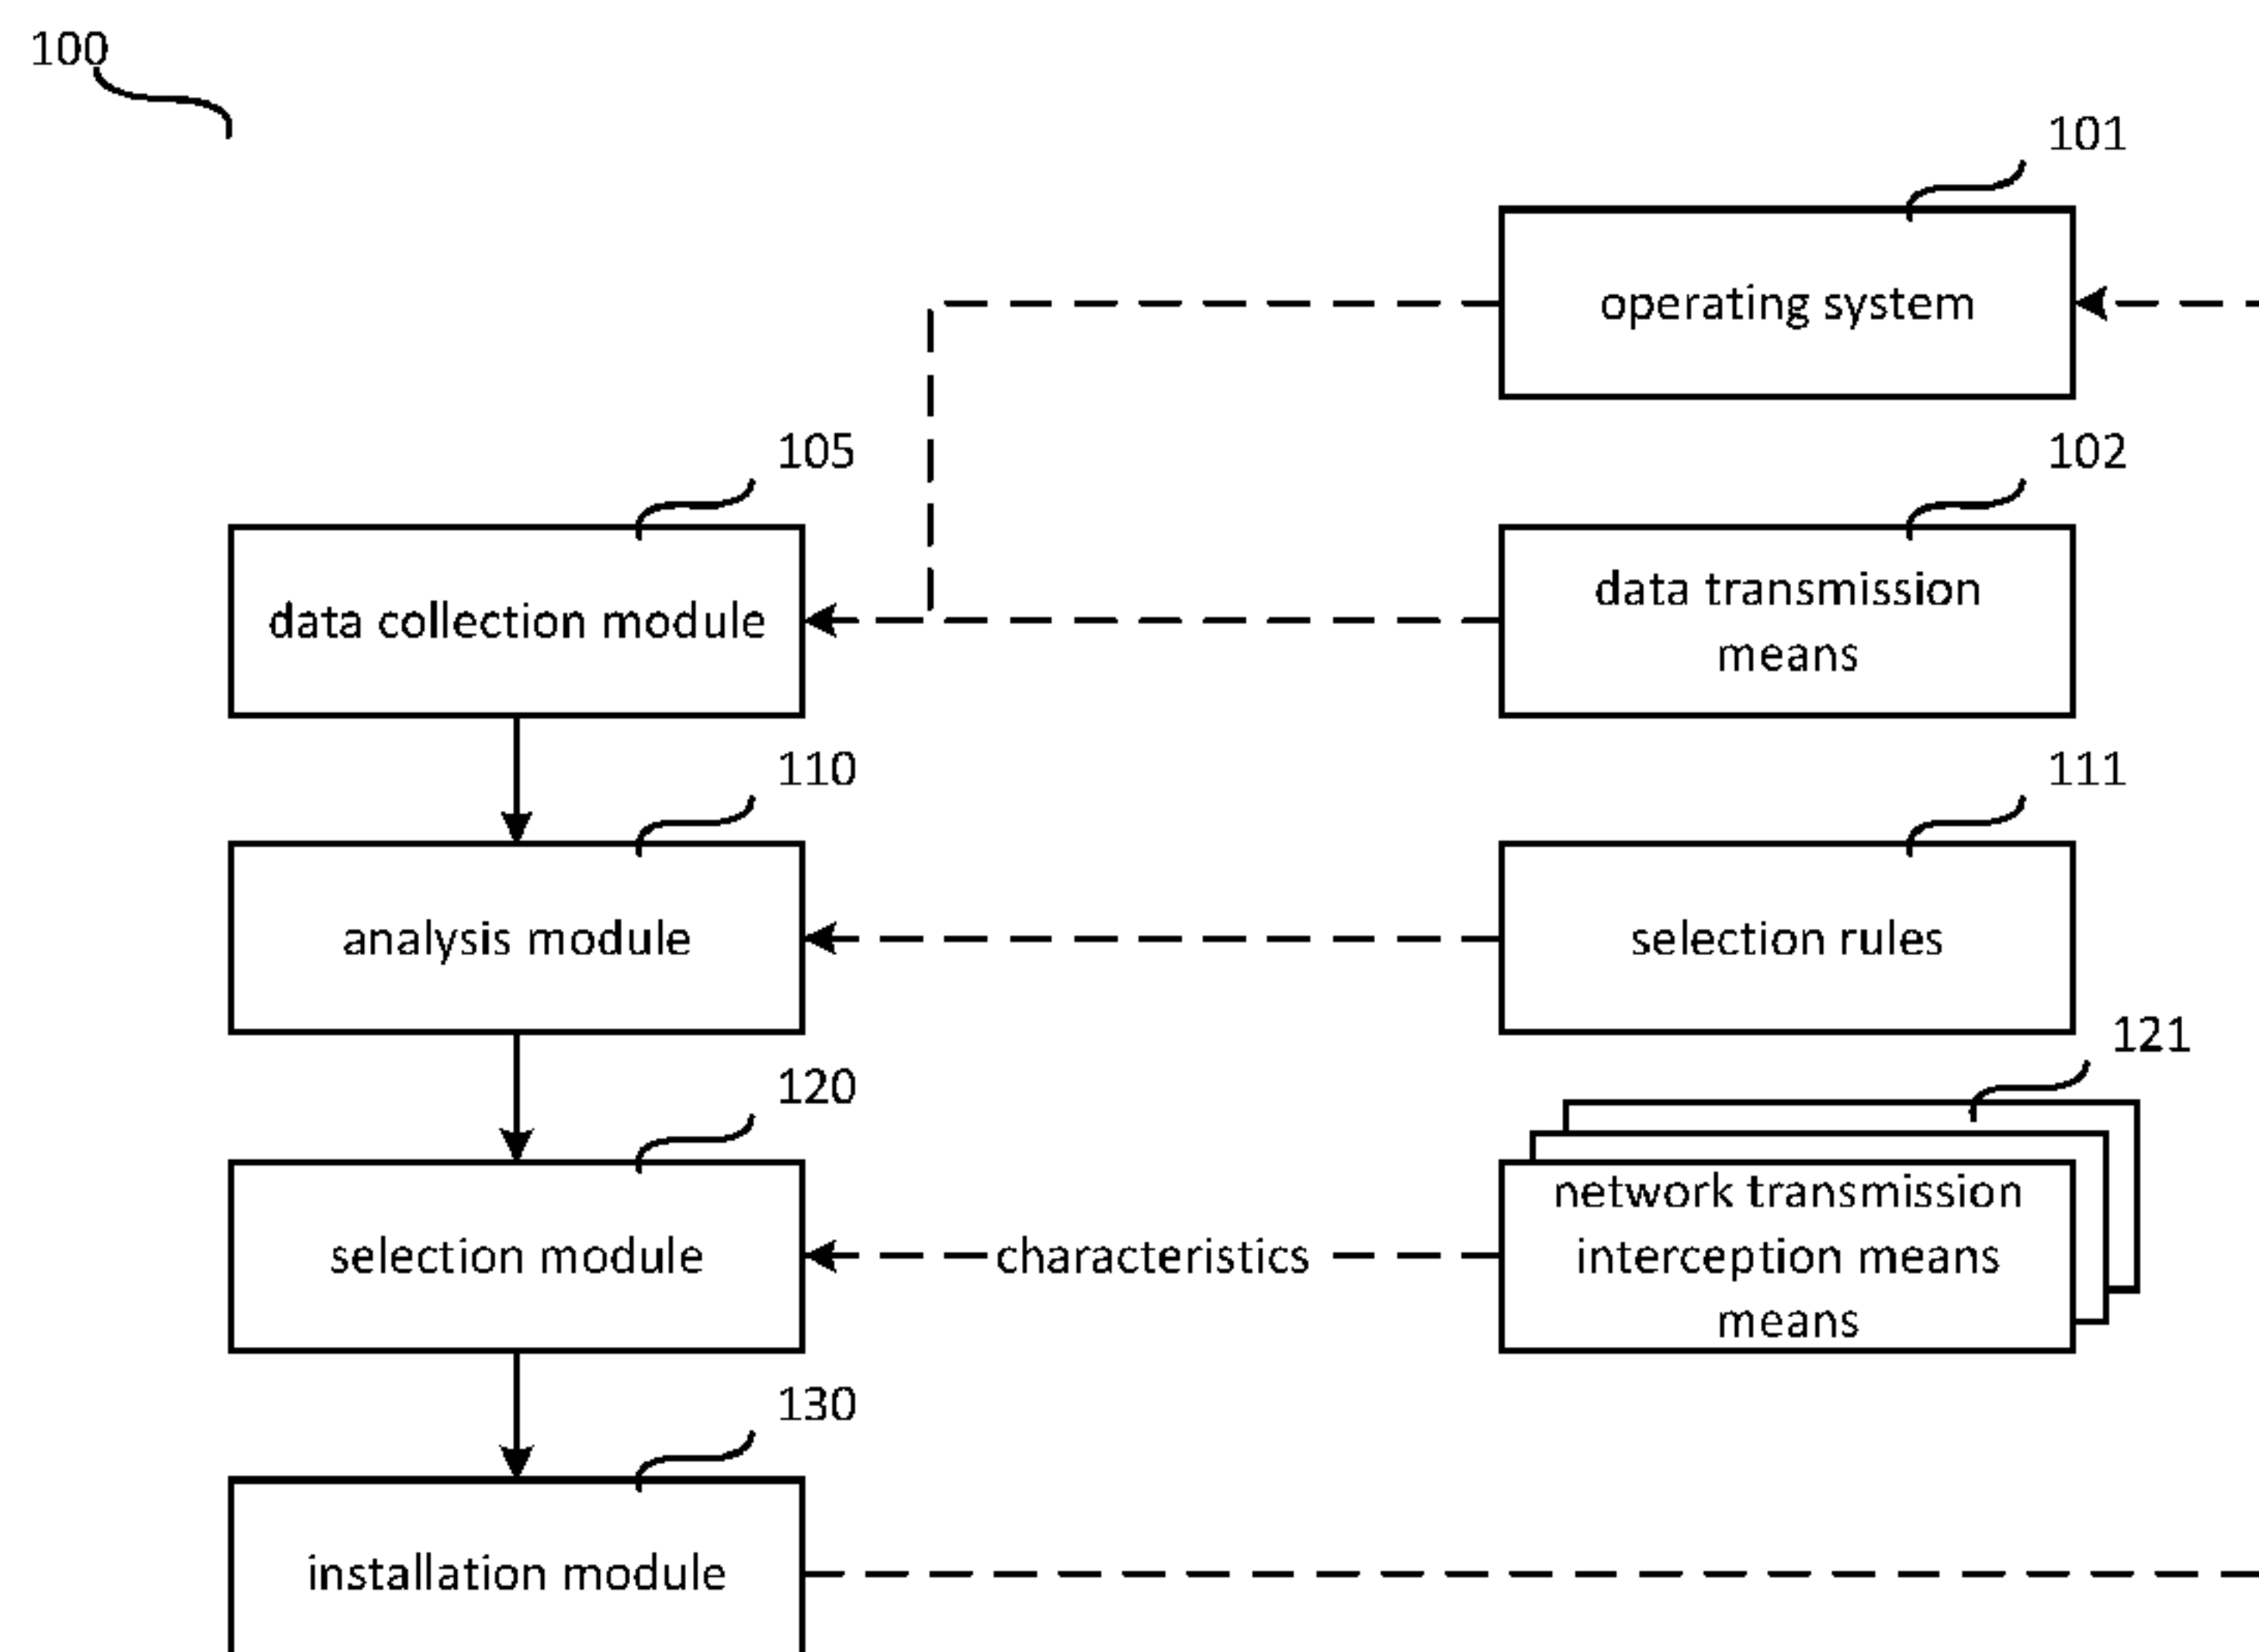 100
101
operating system
105
102
data collection module
data transmission
means
110
111
analysis module
selection rules
120
121
selection module
characteristics
network transmission
interception means
means
130
installation module